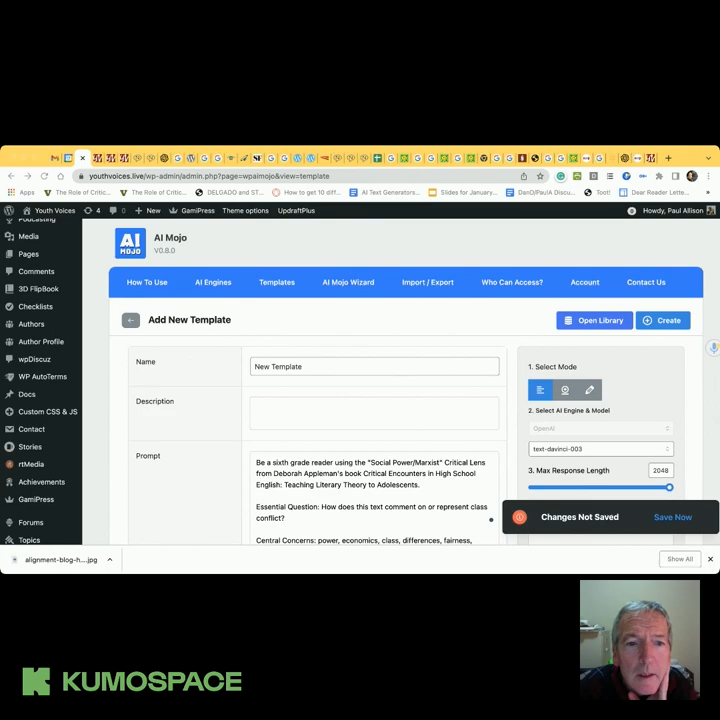 youthvoices.live/wp-admin/admin.php?page=wpaimojo&view=template
Apps
The Role of Critic...
The Role of Critic...
DELGADO and ST...
How to get 10 diff...
AI Text Generators...
Slides for January...
DanD/PaulA Discu...
Toot!
Dear Reader Lette...
Youth Voices
4
0
New
GamiPress
Theme options
UpdraftPlus
0
Howdy, Paul Allison
Podcasting
Media
Pages
Comments
3D FlipBook
Checklists
Authors
Author Profile
wpDiscuz
WP AutoTerms
Docs
Custom CSS & JS
Contact
Stories
rtMedia
Achievements
GamiPress
Forums
Topics
AI
MOJO
AI Mojo
V0.8.0
How To Use
AI Engines
Templates
AI Mojo Wizard
Import / Export
Who Can Access?
Account
Contact Us
Add New Template
Open Library
Create
Name
New Template
Description
Prompt
Be a sixth grade reader using the "Social Power/Marxist" Critical Lens
from Deborah Appleman's book Critical Encounters in High School
English: Teaching Literary Theory to Adolescents.
Essential Question: How does this text comment on or represent class
conflict?
Central Concerns: power, economics, class, differences, fairness,
1. Select Mode
2. Select AI Engine & Model
OpenAI
text-davinci-003
3. Max Response Length
2048
Changes Not Saved
Save Now
alignment-blog-h....jpg
Show All
KUMOSPACE